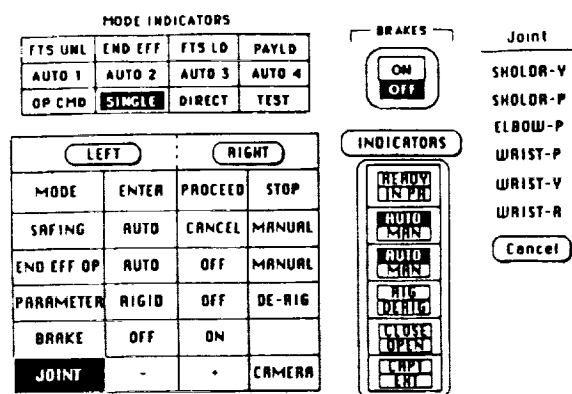 MODE INDICATORS
FTS UNL END EFF FTS LD PAYLD
AUTO 1 AUTO 2 AUTO 3 AUTO 4
OP CMD SINGLE DIRECT TEST
LEFT RIGHT
MODE ENTER PROCEED STOP
SAFING AUTO CANCEL MANUAL
END EFF OP AUTO OFF MANUAL
PARAMETER RIGID OFF DE-RIG
BRAKE OFF ON
JOINT - + CAMERA
BRAKES
ON
OFF
INDICATORS
READY
IN PR
AUTO
MAN
AUTO
MAN
RIG
DERIG
CLOSE
OPEN
CAPT
EXT
Joint
SHOLDR-Y
SHOLDR-P
ELBOW-P
WRIST-P
WRIST-Y
WRIST-R
Cancel